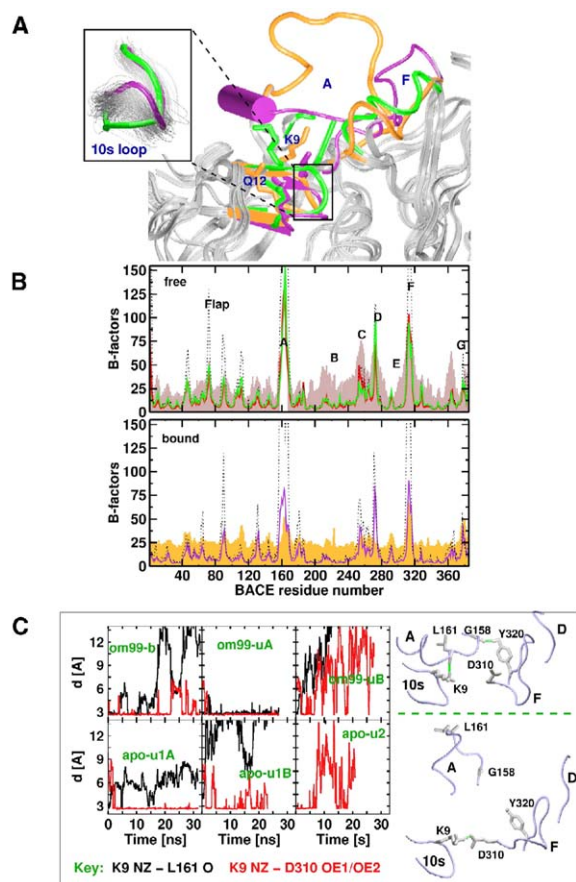 A
A
F
K9
Q12
10s loop
B
150
free
125
Flap
F
B-factors
100
D
75
A
C
50
B
E
G
25
0
150
bound
125
B-factors
100
75
50
25
0
40 80 120 160 200 240 280 320 360
BACE residue number
C
12
om99-b
om99-uA
om99-uB
d [A]
9
6
3
12
apo-u1A
apo-u1B
apo-u2
d [A]
9
6
3
0 10 20 30 0 10 20 30 0 10 20 30
Time [ns] Time [ns] Time [s]
Key: K9 NZ – L161 O K9 NZ – D310 OE1/OE2
A L161 G158 Y320 D
D310
10s K9 F
L161
A G158 D
Y320
K9
10s D310 F